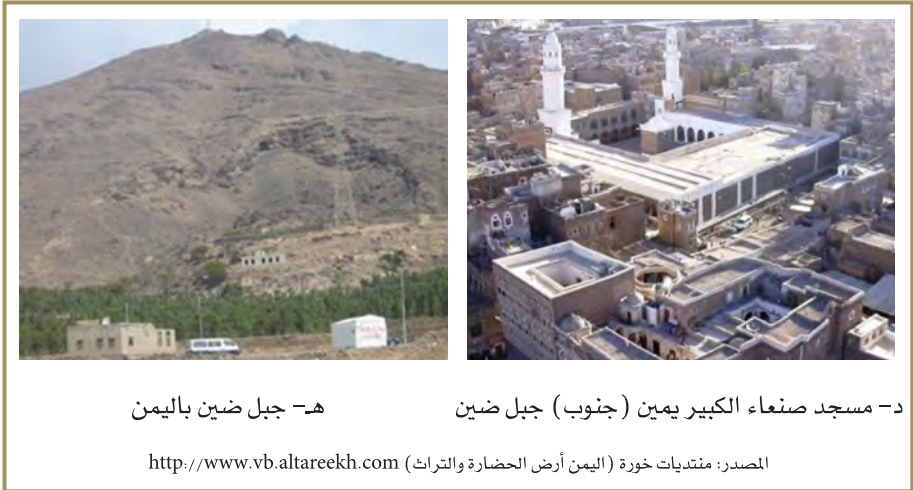 د- مسجد صنعاء الكبير يمين (جنوب) جبل ضين
هـ- جبل ضين باليمن
المصدر: منتديات خورة (اليمن أرض الحضارة والتراث) http://www.vb.altareekh.com